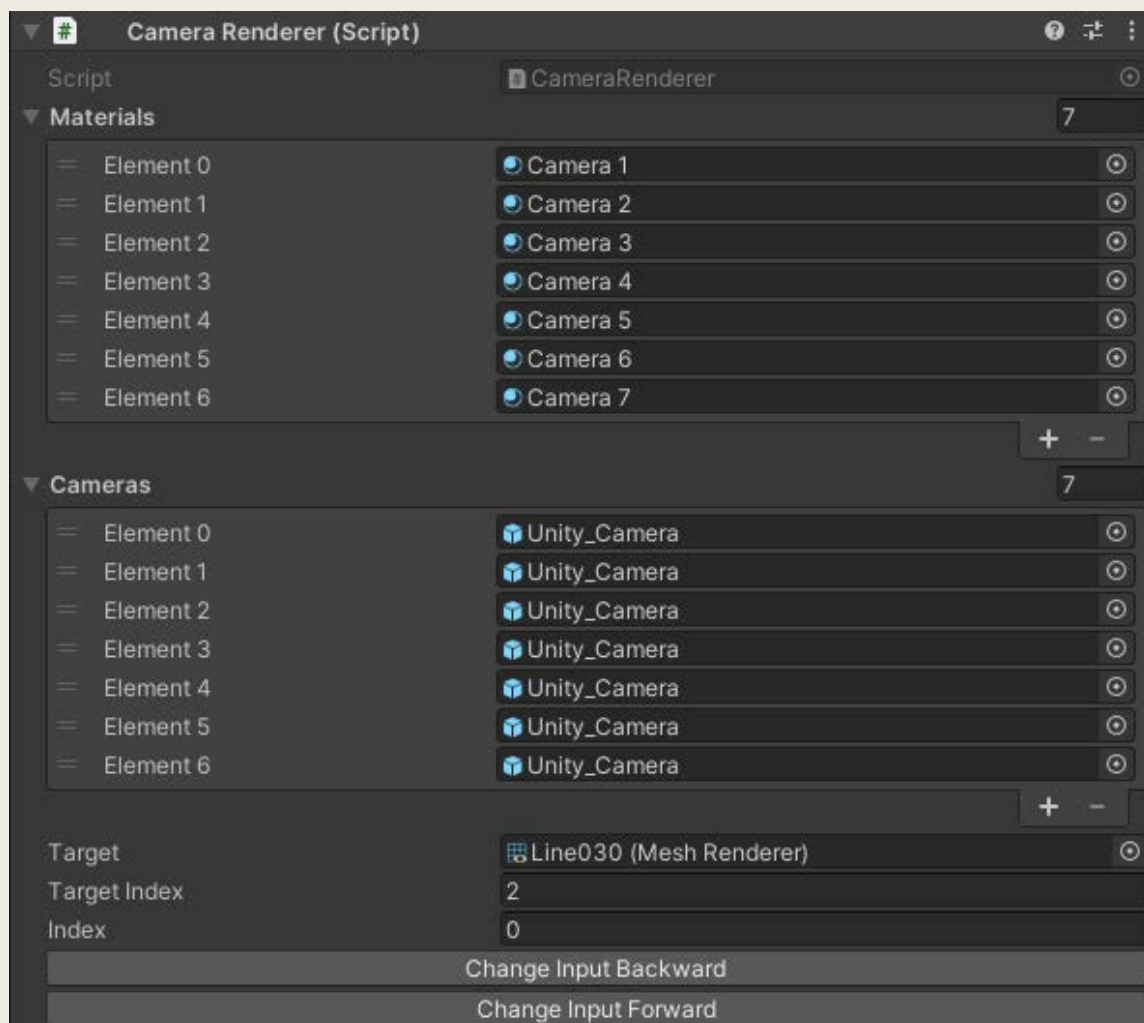 Camera Renderer (Script)
Script CameraRenderer
Materials 7
Element 0 Camera 1
Element 1 Camera 2
Element 2 Camera 3
Element 3 Camera 4
Element 4 Camera 5
Element 5 Camera 6
Element 6 Camera 7
Cameras 7
Element 0 Unity_Camera
Element 1 Unity_Camera
Element 2 Unity_Camera
Element 3 Unity_Camera
Element 4 Unity_Camera
Element 5 Unity_Camera
Element 6 Unity_Camera
Target Line030 (Mesh Renderer)
Target Index 2
Index 0
Change Input Backward
Change Input Forward